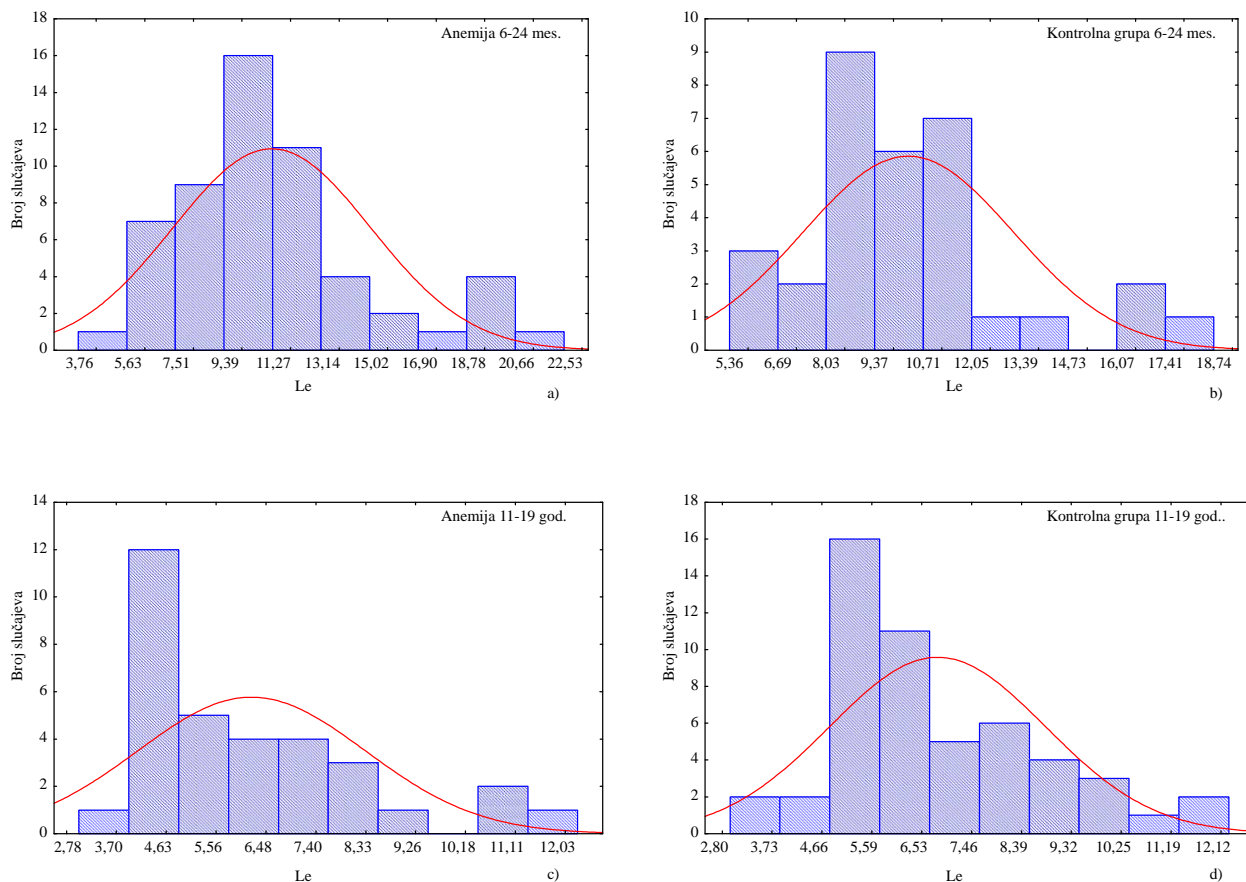 Anemija 6-24 mes.
18
16
14
12
10
8
6
4
2
0
Broj slučajeva
3,76 5,63 7,51 9,39 11,27 13,14 15,02 16,90 18,78 20,66 22,53
Le
a)
Kontrolna grupa 6-24 mes.
10
9
8
7
6
5
4
3
2
1
0
Broj slučajeva
5,36 6,69 8,03 9,37 10,71 12,05 13,39 14,73 16,07 17,41 18,74
Le
b)
Anemija 11-19 god.
14
12
10
8
6
4
2
0
Broj slučajeva
2,78 3,70 4,63 5,56 6,48 7,40 8,33 9,26 10,18 11,11 12,03
Le
c)
Kontrolna grupa 11-19 god..
18
16
14
12
10
8
6
4
2
0
Broj slučajeva
2,80 3,73 4,66 5,59 6,53 7,46 8,39 9,32 10,25 11,19 12,12
Le
d)